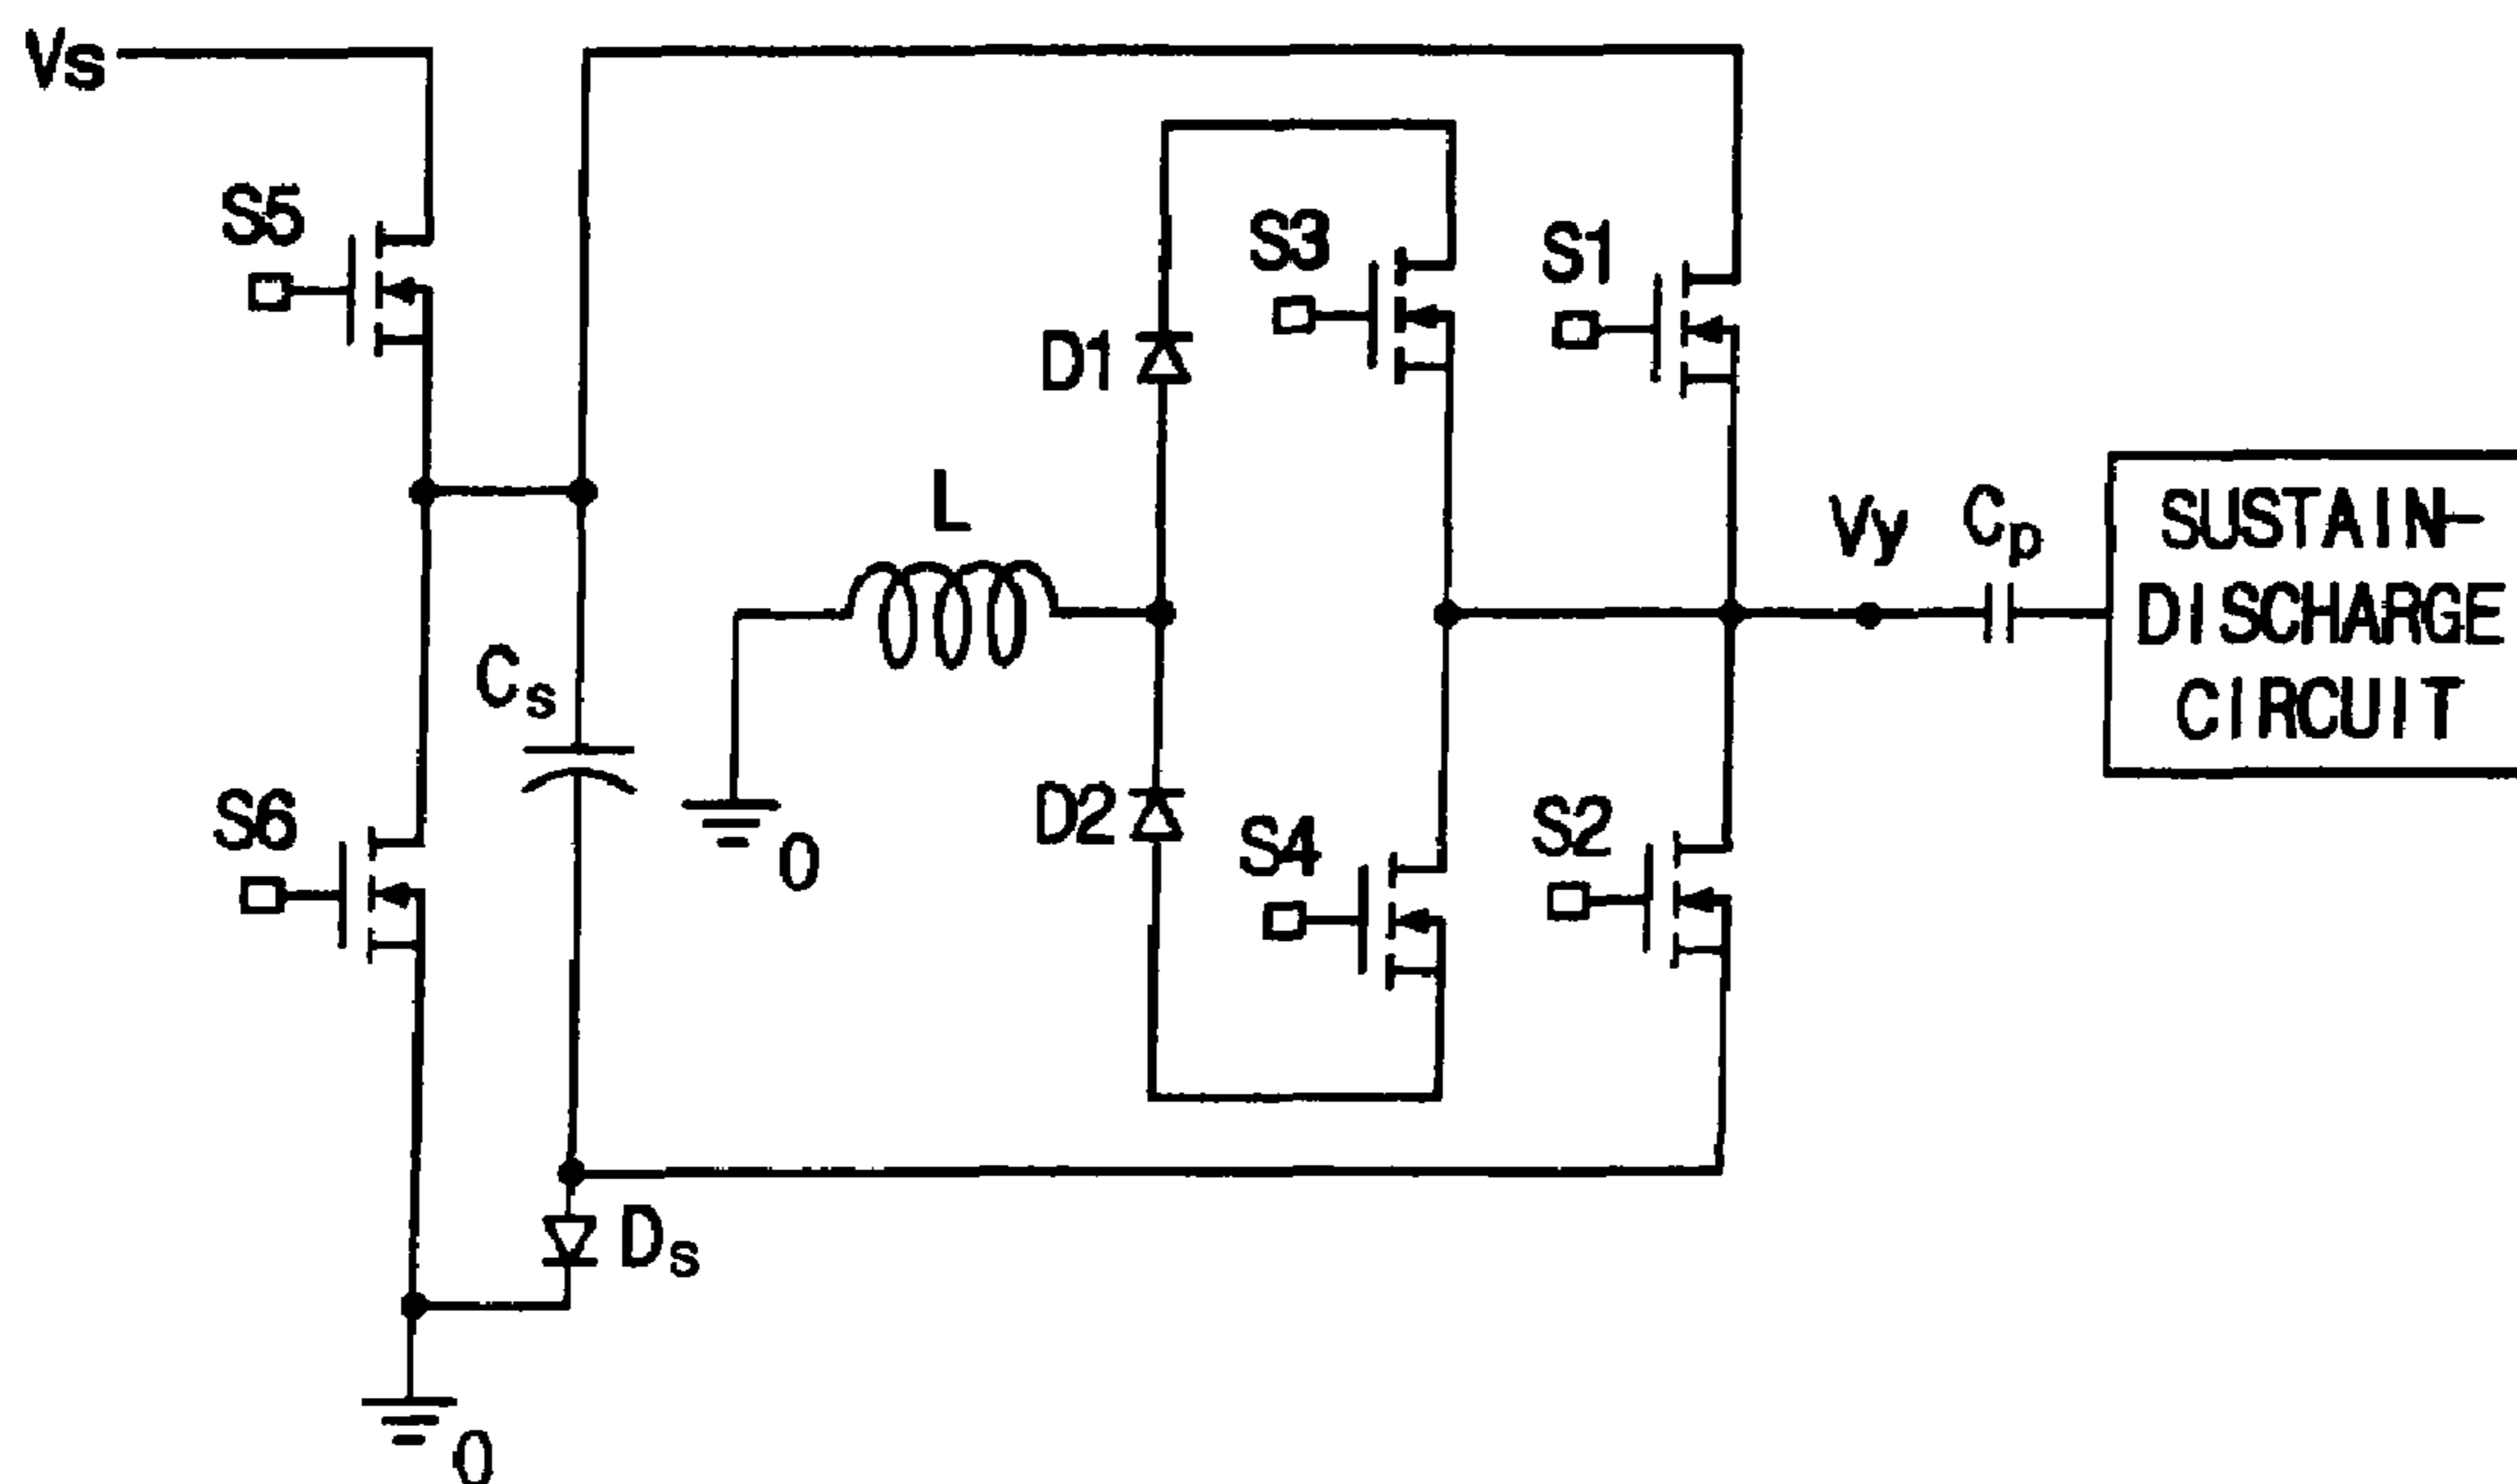 Vs
S5
S3
S1
D1
L
Vy
Cp
SUSTAIN-
DISCHARGE
CIRCUIT
Cs
D2
S6
S4
S2
0
Ds
0